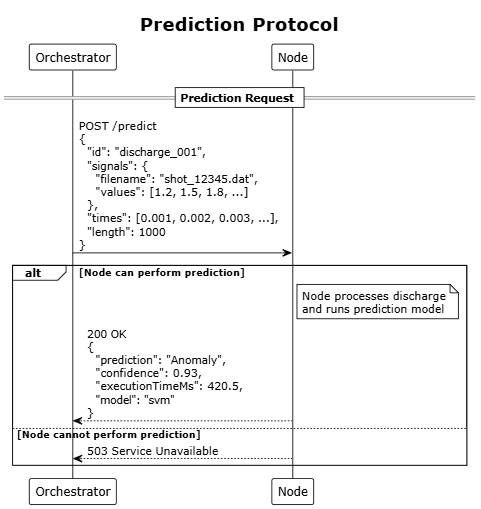 Prediction Protocol
Orchestrator Node
Prediction Request
POST /predict
{
"id": "discharge_001",
"signals": {
"filename": "shot_12345.dat",
"values": [1.2, 1.5, 1.8, ...]
},
"times": [0.001, 0.002, 0.003, ...],
"length": 1000
}
alt [Node can perform prediction]
Node processes discharge
and runs prediction model
200 OK
{
"prediction": "Anomaly",
"confidence": 0.93,
"executionTimeMs": 420.5,
"model": "svm"
}
[Node cannot perform prediction]
503 Service Unavailable
Orchestrator Node